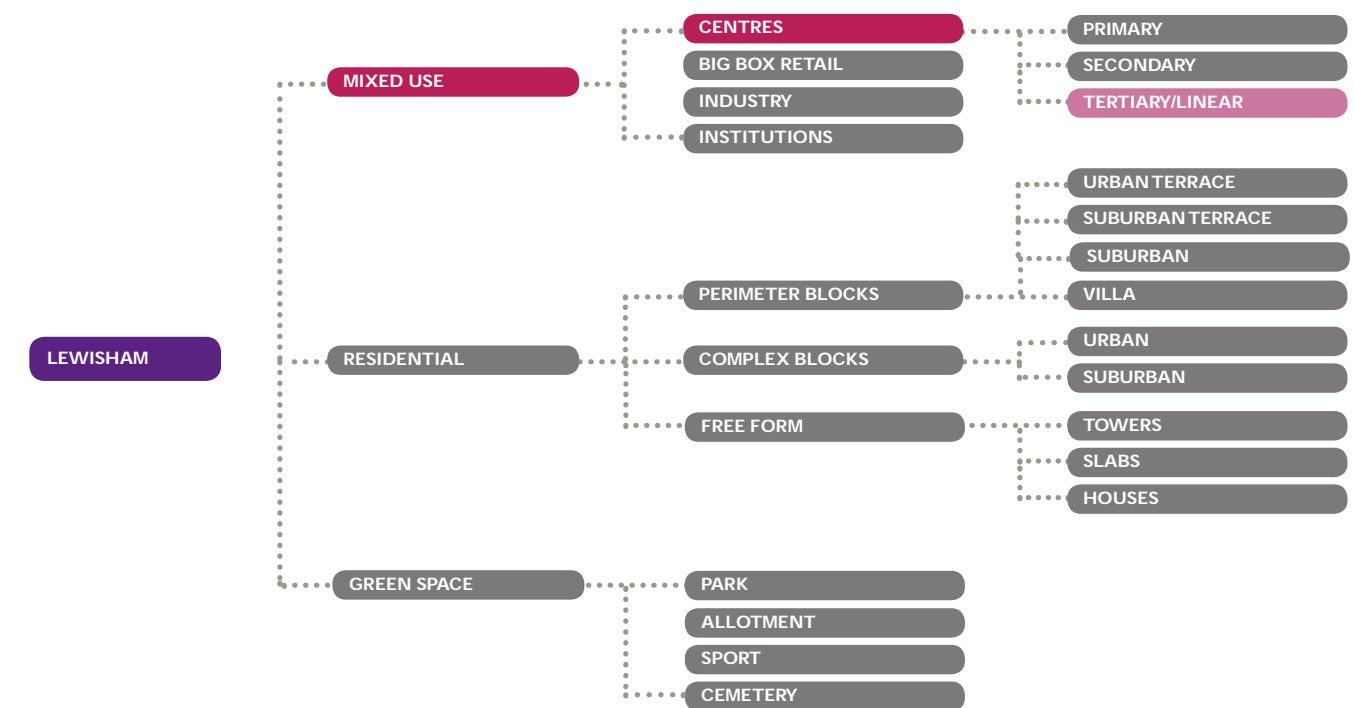 LEWISHAM
MIXED USE
CENTRES
PRIMARY
SECONDARY
TERTIARY/LINEAR
BIG BOX RETAIL
INDUSTRY
INSTITUTIONS
RESIDENTIAL
PERIMETER BLOCKS
URBAN TERRACE
SUBURBAN TERRACE
SUBURBAN
VILLA
COMPLEX BLOCKS
URBAN
SUBURBAN
FREE FORM
TOWERS
SLABS
HOUSES
GREEN SPACE
PARK
ALLOTMENT
SPORT
CEMETERY